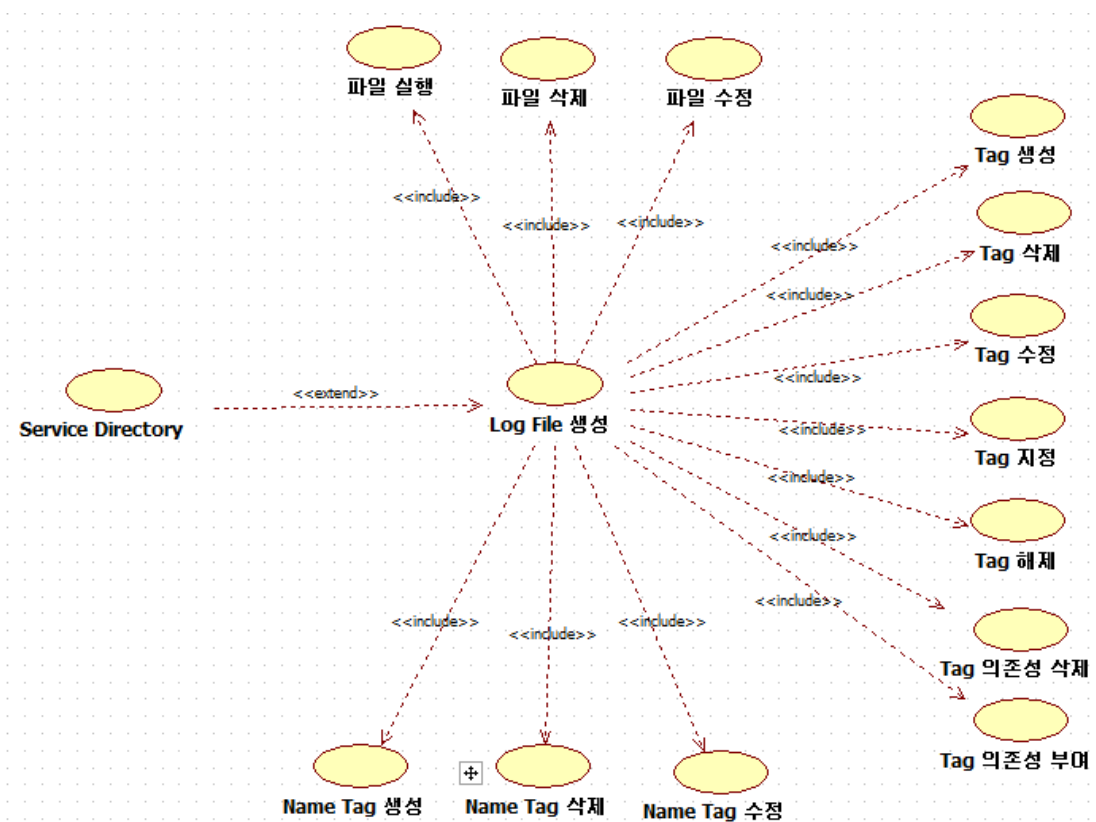 파일 실행
파일 삭제
파일 수정
Tag 생성
<<include>>
Tag 삭제
<<include>>
<<include>>
<<include>>
<<include>>
Tag 수정
Service Directory
<<extend>>
Log File 생성
<<include>>
<<include>>
Tag 지정
<<include>>
<<include>>
Tag 해제
<<include>>
<<include>>
Tag 의존성 삭제
<<include>>
<<include>>
<<include>>
Tag 의존성 부여
Name Tag 생성
Name Tag 삭제
Name Tag 수정